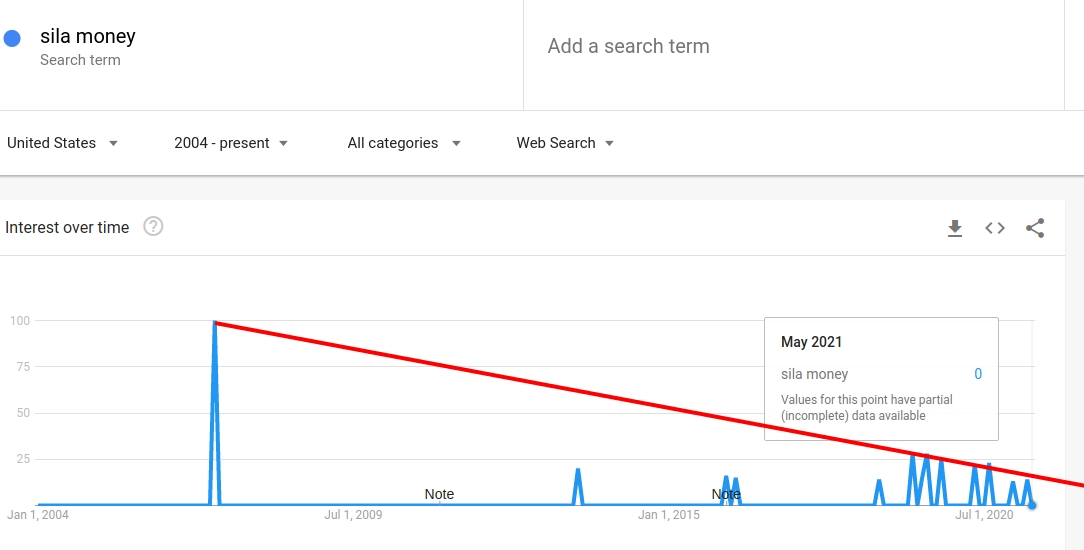 sila money
Search term
Add a search term
United States
2004 - present
All categories
Web Search
Interest over time
?
100
75
50
25
May 2021
sila money 0
Values for this point have partial
(incomplete) data available
Note
Note
Jan 1, 2004
Jul 1, 2009
Jan 1, 2015
Jul 1, 2020